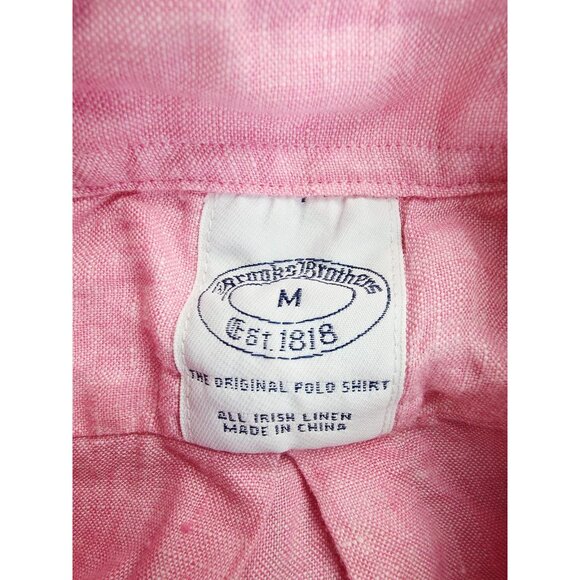 Brooks Brothers
M
Est. 1818
THE ORIGINAL POLO SHIRT
ALL IRISH LINEN
MADE IN CHINA